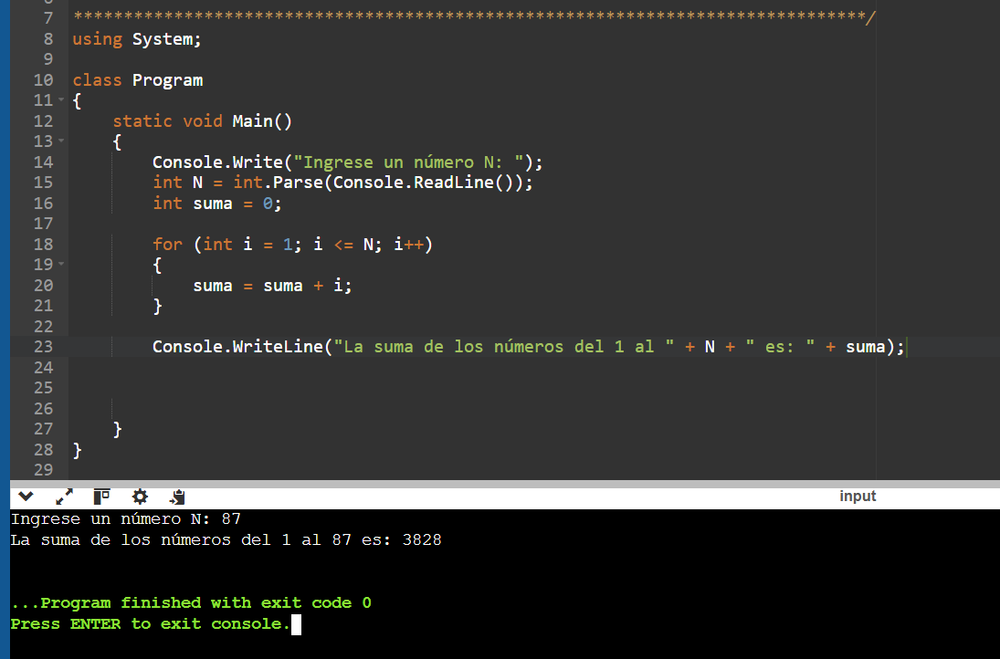 7 *******************************************************************************/
8 using System;
9
10 class Program
11 {
12     static void Main()
13     {
14         Console.Write("Ingrese un número N: ");
15         int N = int.Parse(Console.ReadLine());
16         int suma = 0;
17
18         for (int i = 1; i <= N; i++)
19         {
20             suma = suma + i;
21         }
22
23         Console.WriteLine("La suma de los números del 1 al " + N + " es: " + suma);
24
25
26
27     }
28 }
29
input
Ingrese un número N: 87
La suma de los números del 1 al 87 es: 3828
...Program finished with exit code 0
Press ENTER to exit console.